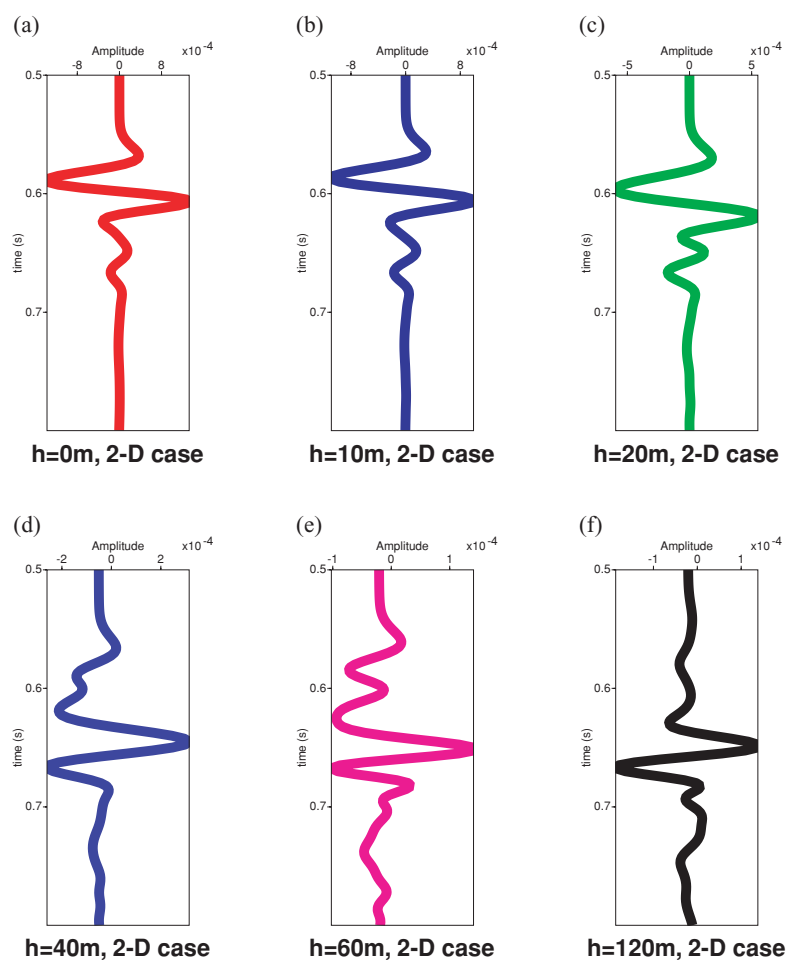 (a)
Amplitude x10-4
-8 0 8
0.5
0.6
0.7
time (s)
h=0m, 2-D case
(b)
Amplitude x10-4
-8 0 8
0.5
0.6
0.7
time (s)
h=10m, 2-D case
(c)
Amplitude x10-4
-5 0 5
0.5
0.6
0.7
time (s)
h=20m, 2-D case
(d)
Amplitude x10-4
-2 0 2
0.5
0.6
0.7
time (s)
h=40m, 2-D case
(e)
Amplitude x10-4
-1 0 1
0.5
0.6
0.7
time (s)
h=60m, 2-D case
(f)
Amplitude x10-4
-1 0 1
0.5
0.6
0.7
time (s)
h=120m, 2-D case